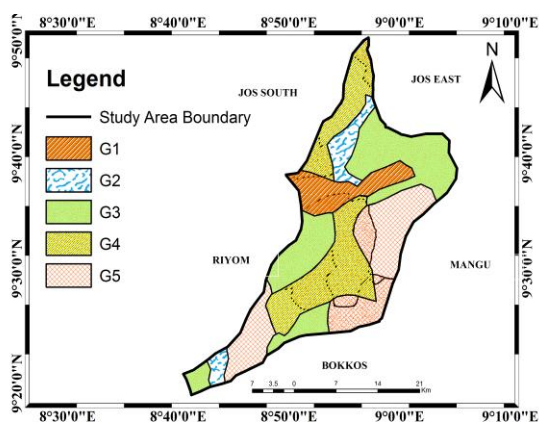 8°30'0"E 8°40'0"E 8°50'0"E 9°0'0"E 9°10'0"E
9°50'0"N
9°40'0"N
9°30'0"N
9°20'0"N
N
JOS SOUTH
JOS EAST
Legend
Study Area Boundary
G1
G2
G3
G4
G5
RIYOM
MANGU
BOKKOS
7 3.5 0 7 14 21
Km
9°50'0"N
9°40'0"N
9°30'0"N
9°20'0"N
8°30'0"E 8°40'0"E 8°50'0"E 9°0'0"E 9°10'0"E